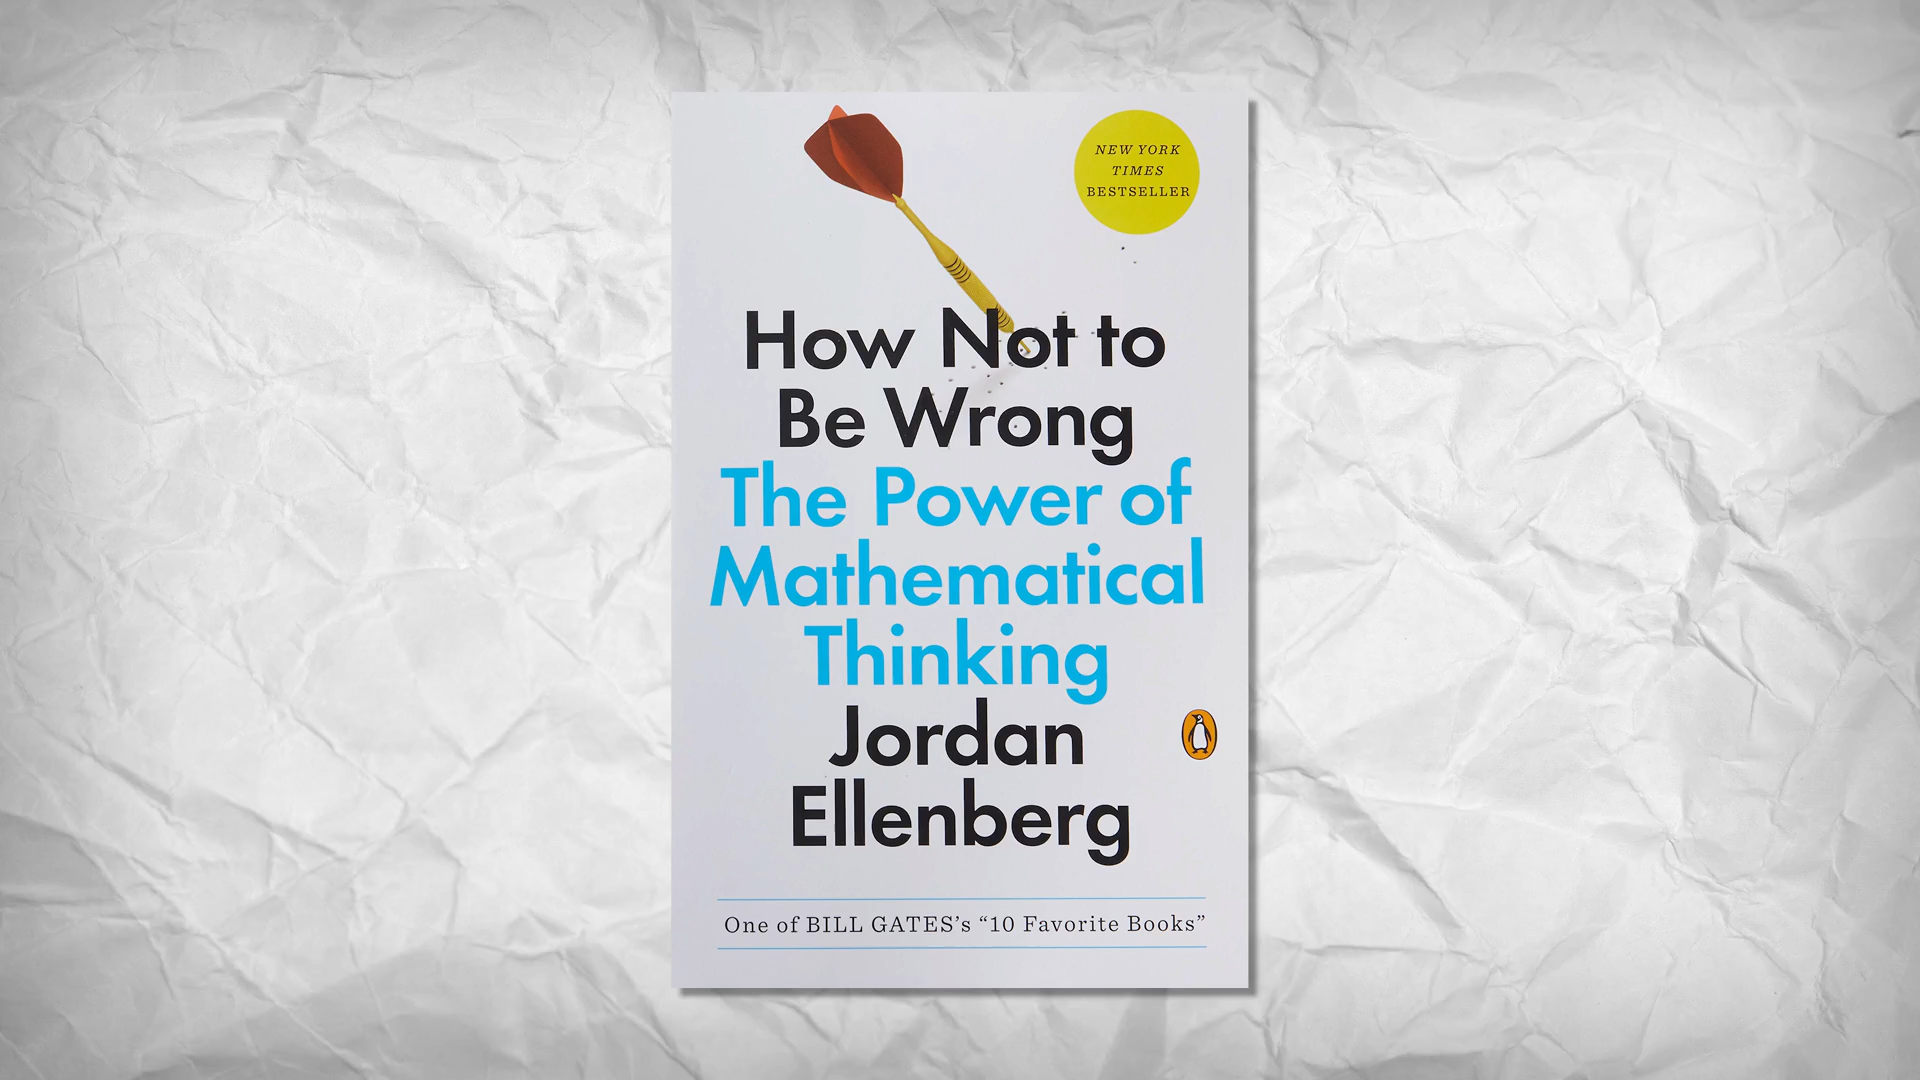 NEW YORK
TIMES
BESTSELLER
How Not to
Be Wrong
The Power of
Mathematical
Thinking
Jordan
Ellenberg
One of BILL GATES's “10 Favorite Books”